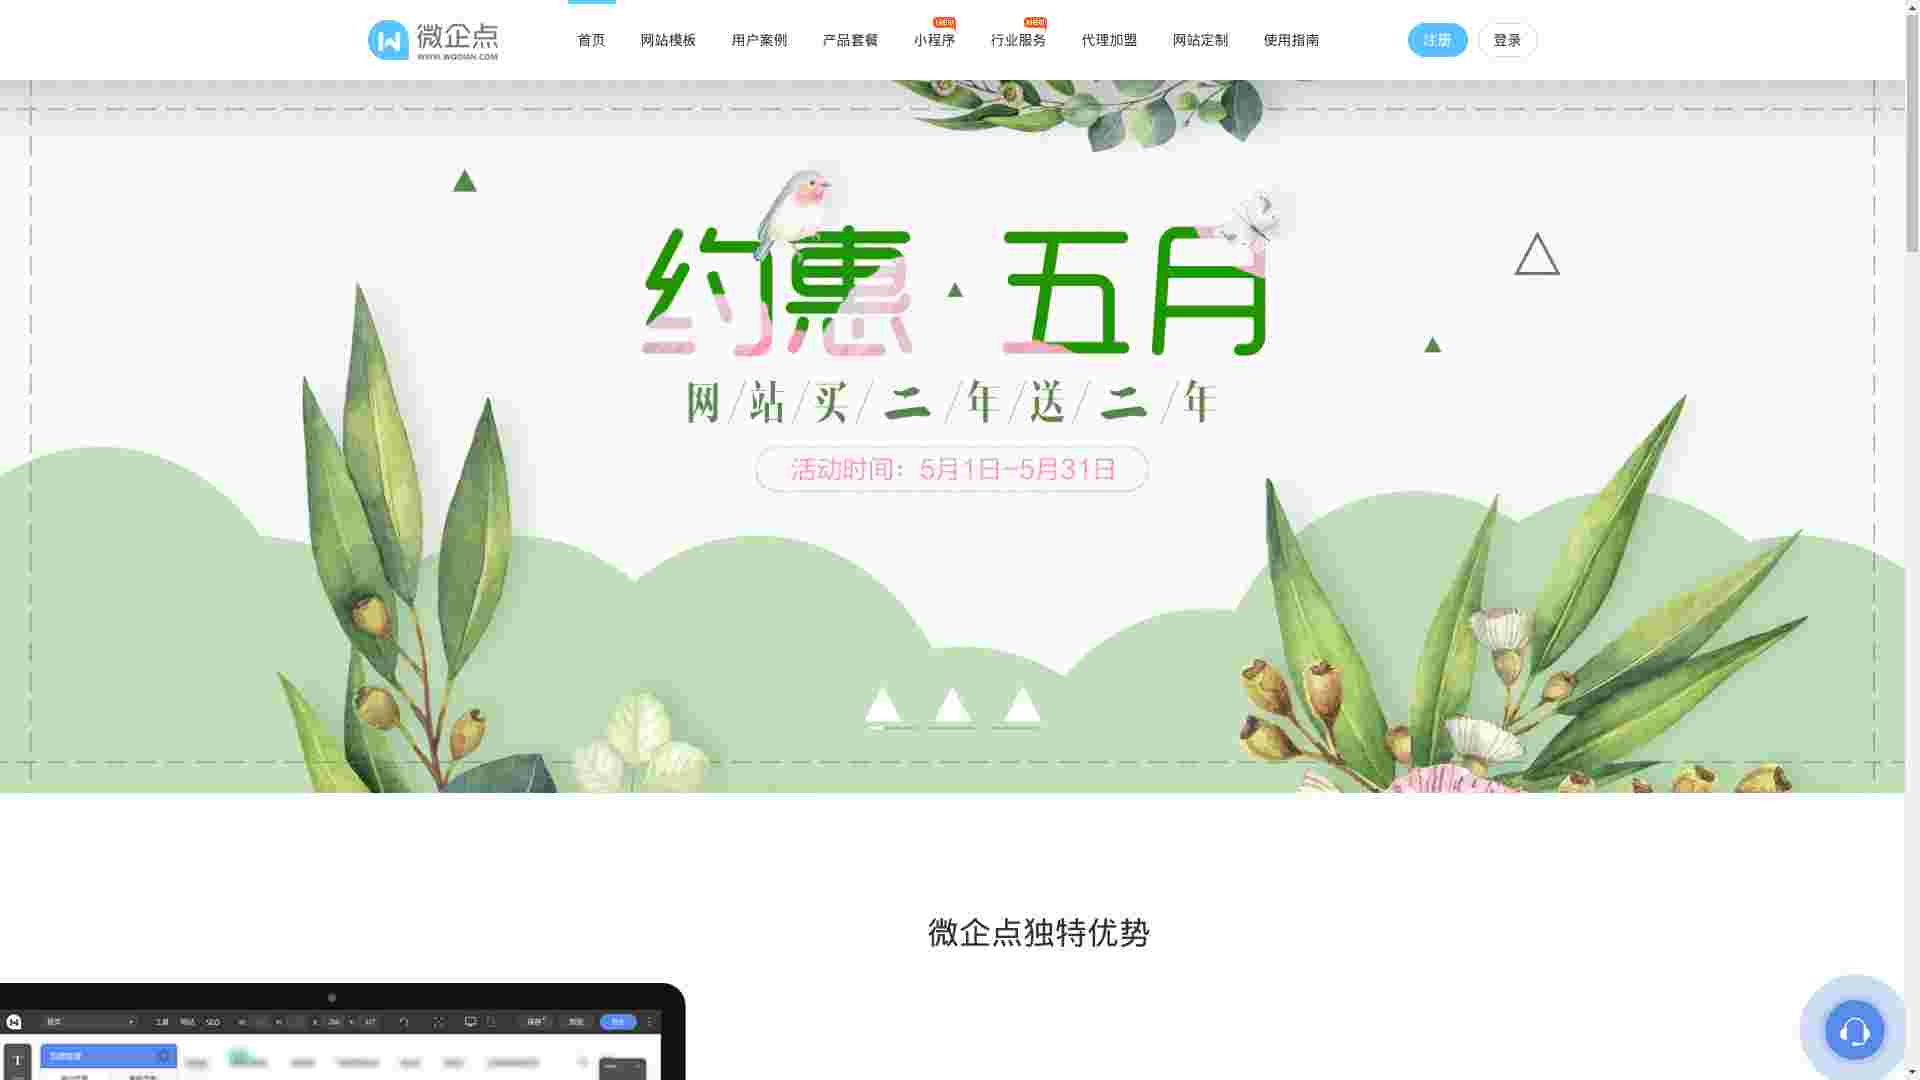 微企点
WWW.WQDIAN.COM
首页
网站模板
用户案例
产品套餐
小程序
NEW
行业服务
NEW
代理加盟
网站定制
使用指南
注册
登录
约惠·五月
网/站/买/二/年/送/二/年
活动时间：5月1日-5月31日
微企点独特优势
SEO
T